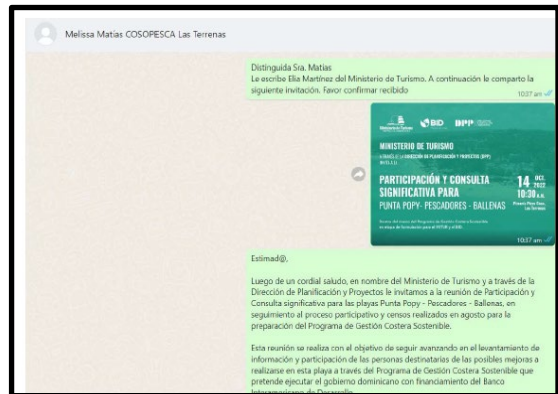 Melissa Matias COSOPESCA Las Terrenas
Distinguida Sra. Matias
Le escribe Elia Martínez del Ministerio de Turismo. A continuación le comparto la
siguiente invitación. Favor confirmar recibido
10:37 am
BID DPP
MINISTERIO DE TURISMO
PARTICIPACIÓN Y CONSULTA
SIGNIFICATIVA PARA
PUNTA POPY- PESCADORES - BALLENAS
14 OCT.
2022
10:30 A.M.
10:37 am
Estimad@,
Luego de un cordial saludo, en nombre del Ministerio de Turismo y a través de la
Dirección de Planificación y Proyectos le invitamos a la reunión de Participación y
Consulta significativa para las playas Punta Popy - Pescadores - Ballenas, en
seguimiento al proceso participativo y censos realizados en agosto para la
preparación del Programa de Gestión Costera Sostenible.
Esta reunión se realiza con el objetivo de seguir avanzando en el levantamiento de
información y participación de las personas destinatarias de las posibles mejoras a
realizarse en esta playa a través del Programa de Gestión Costera Sostenible que
pretende ejecutar el gobierno dominicano con financiamiento del Banco
Interamericano de Desarrollo